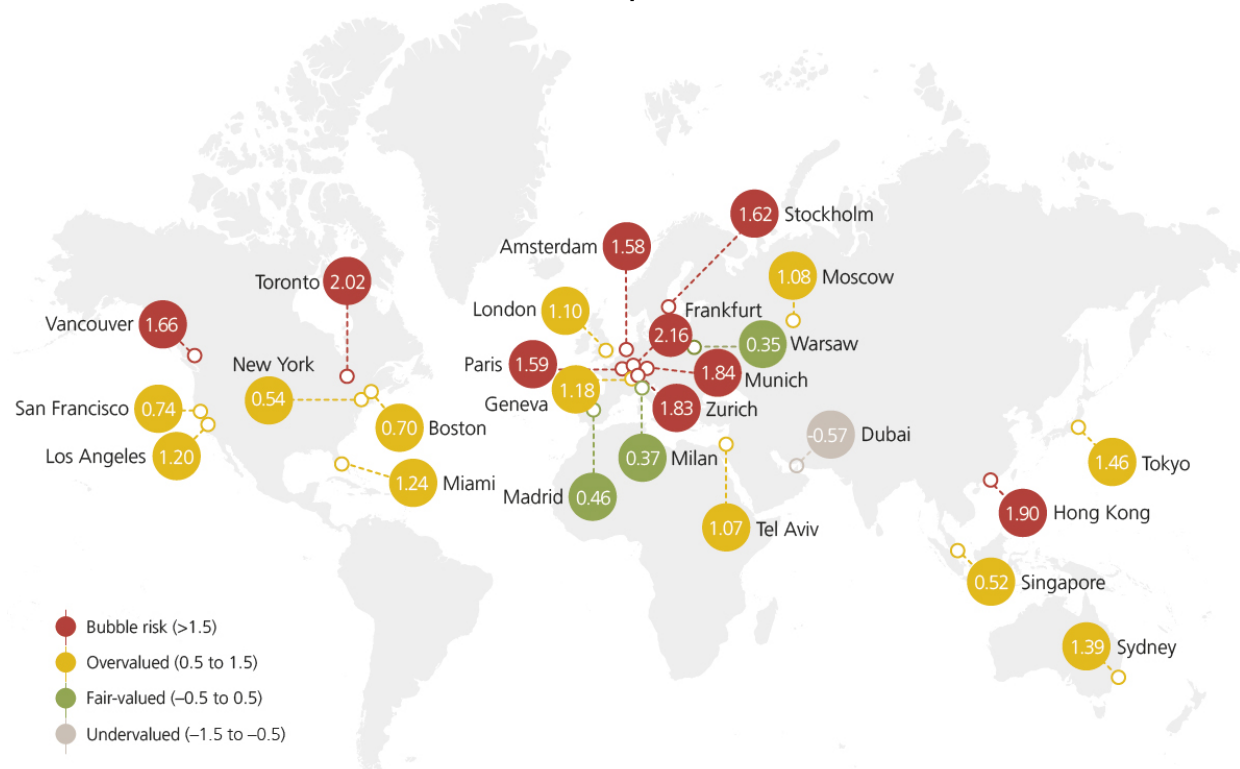 Stockholm
1.62
Amsterdam
1.58
Moscow
1.08
Toronto
2.02
London
1.10
Frankfurt
2.16
Vancouver
1.66
Warsaw
0.35
Paris
1.59
New York
0.54
Munich
1.84
Geneva
1.18
San Francisco
0.74
Zurich
1.83
Boston
0.70
Dubai
-0.57
Los Angeles
1.20
Milan
0.37
Tokyo
1.46
Miami
1.24
Madrid
0.46
Hong Kong
1.90
Tel Aviv
1.07
Singapore
0.52
Sydney
1.39
Bubble risk (>1.5)
Overvalued (0.5 to 1.5)
Fair-valued (–0.5 to 0.5)
Undervalued (–1.5 to –0.5)